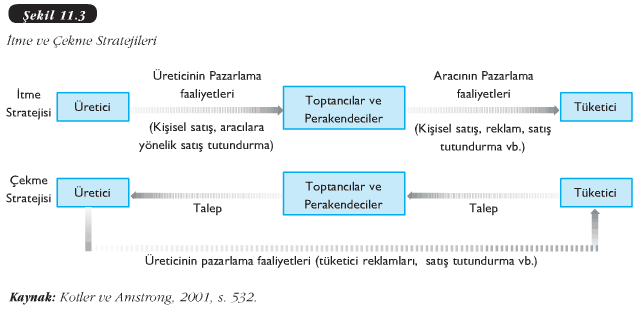 Şekil 11.3
İtme ve Çekme Stratejileri
İtme
Stratejisi
Üretici
Üreticinin Pazarlama
faaliyetleri
(Kişisel satış, aracılara
yönelik satış tutundurma)
Toptancılar ve
Perakendeciler
Aracının Pazarlama
faaliyetleri
(Kişisel satış, reklam, satış
tutundurma vb.)
Tüketici
Çekme
Stratejisi
Üretici
Talep
Toptancılar ve
Perakendeciler
Talep
Tüketici
Üreticinin pazarlama faaliyetleri (tüketici reklamları, satış tutundurma vb.)
Kaynak: Kotler ve Amstrong, 2001, s. 532.